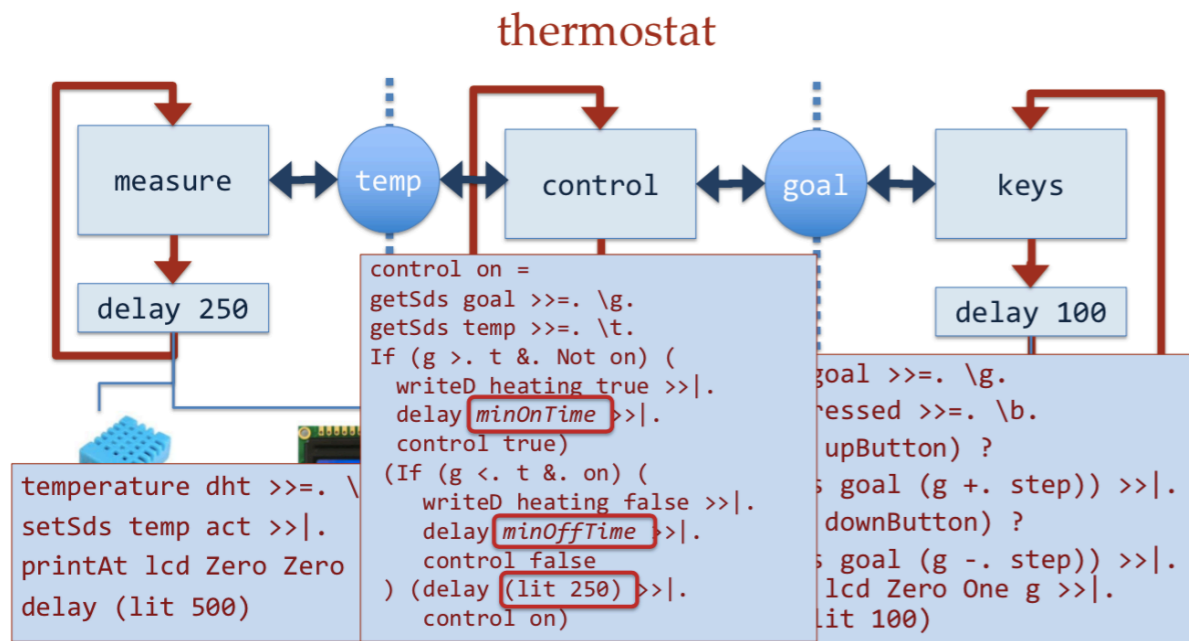 thermostat
measure
temp
control
goal
keys
delay 250
delay 100
control on =
getSds goal >>=. \g.
getSds temp >>=. \t.
If (g >. t &. Not on) (
writeD heating true >>|.
delay minOnTime >>|.
control true)
(If (g <. t &. on) (
writeD heating false >>|.
delay minOffTime >>|.
control false
) (delay (lit 250) >>|.
control on)
temperature dht >>=. \
setSds temp act >>|.
printAt lcd Zero Zero
delay (lit 500)
goal >>=. \g.
ressed >>=. \b.
upButton) ?
s goal (g +. step)) >>|.
downButton) ?
s goal (g -. step)) >>|.
lcd Zero One g >>|.
lit 100)